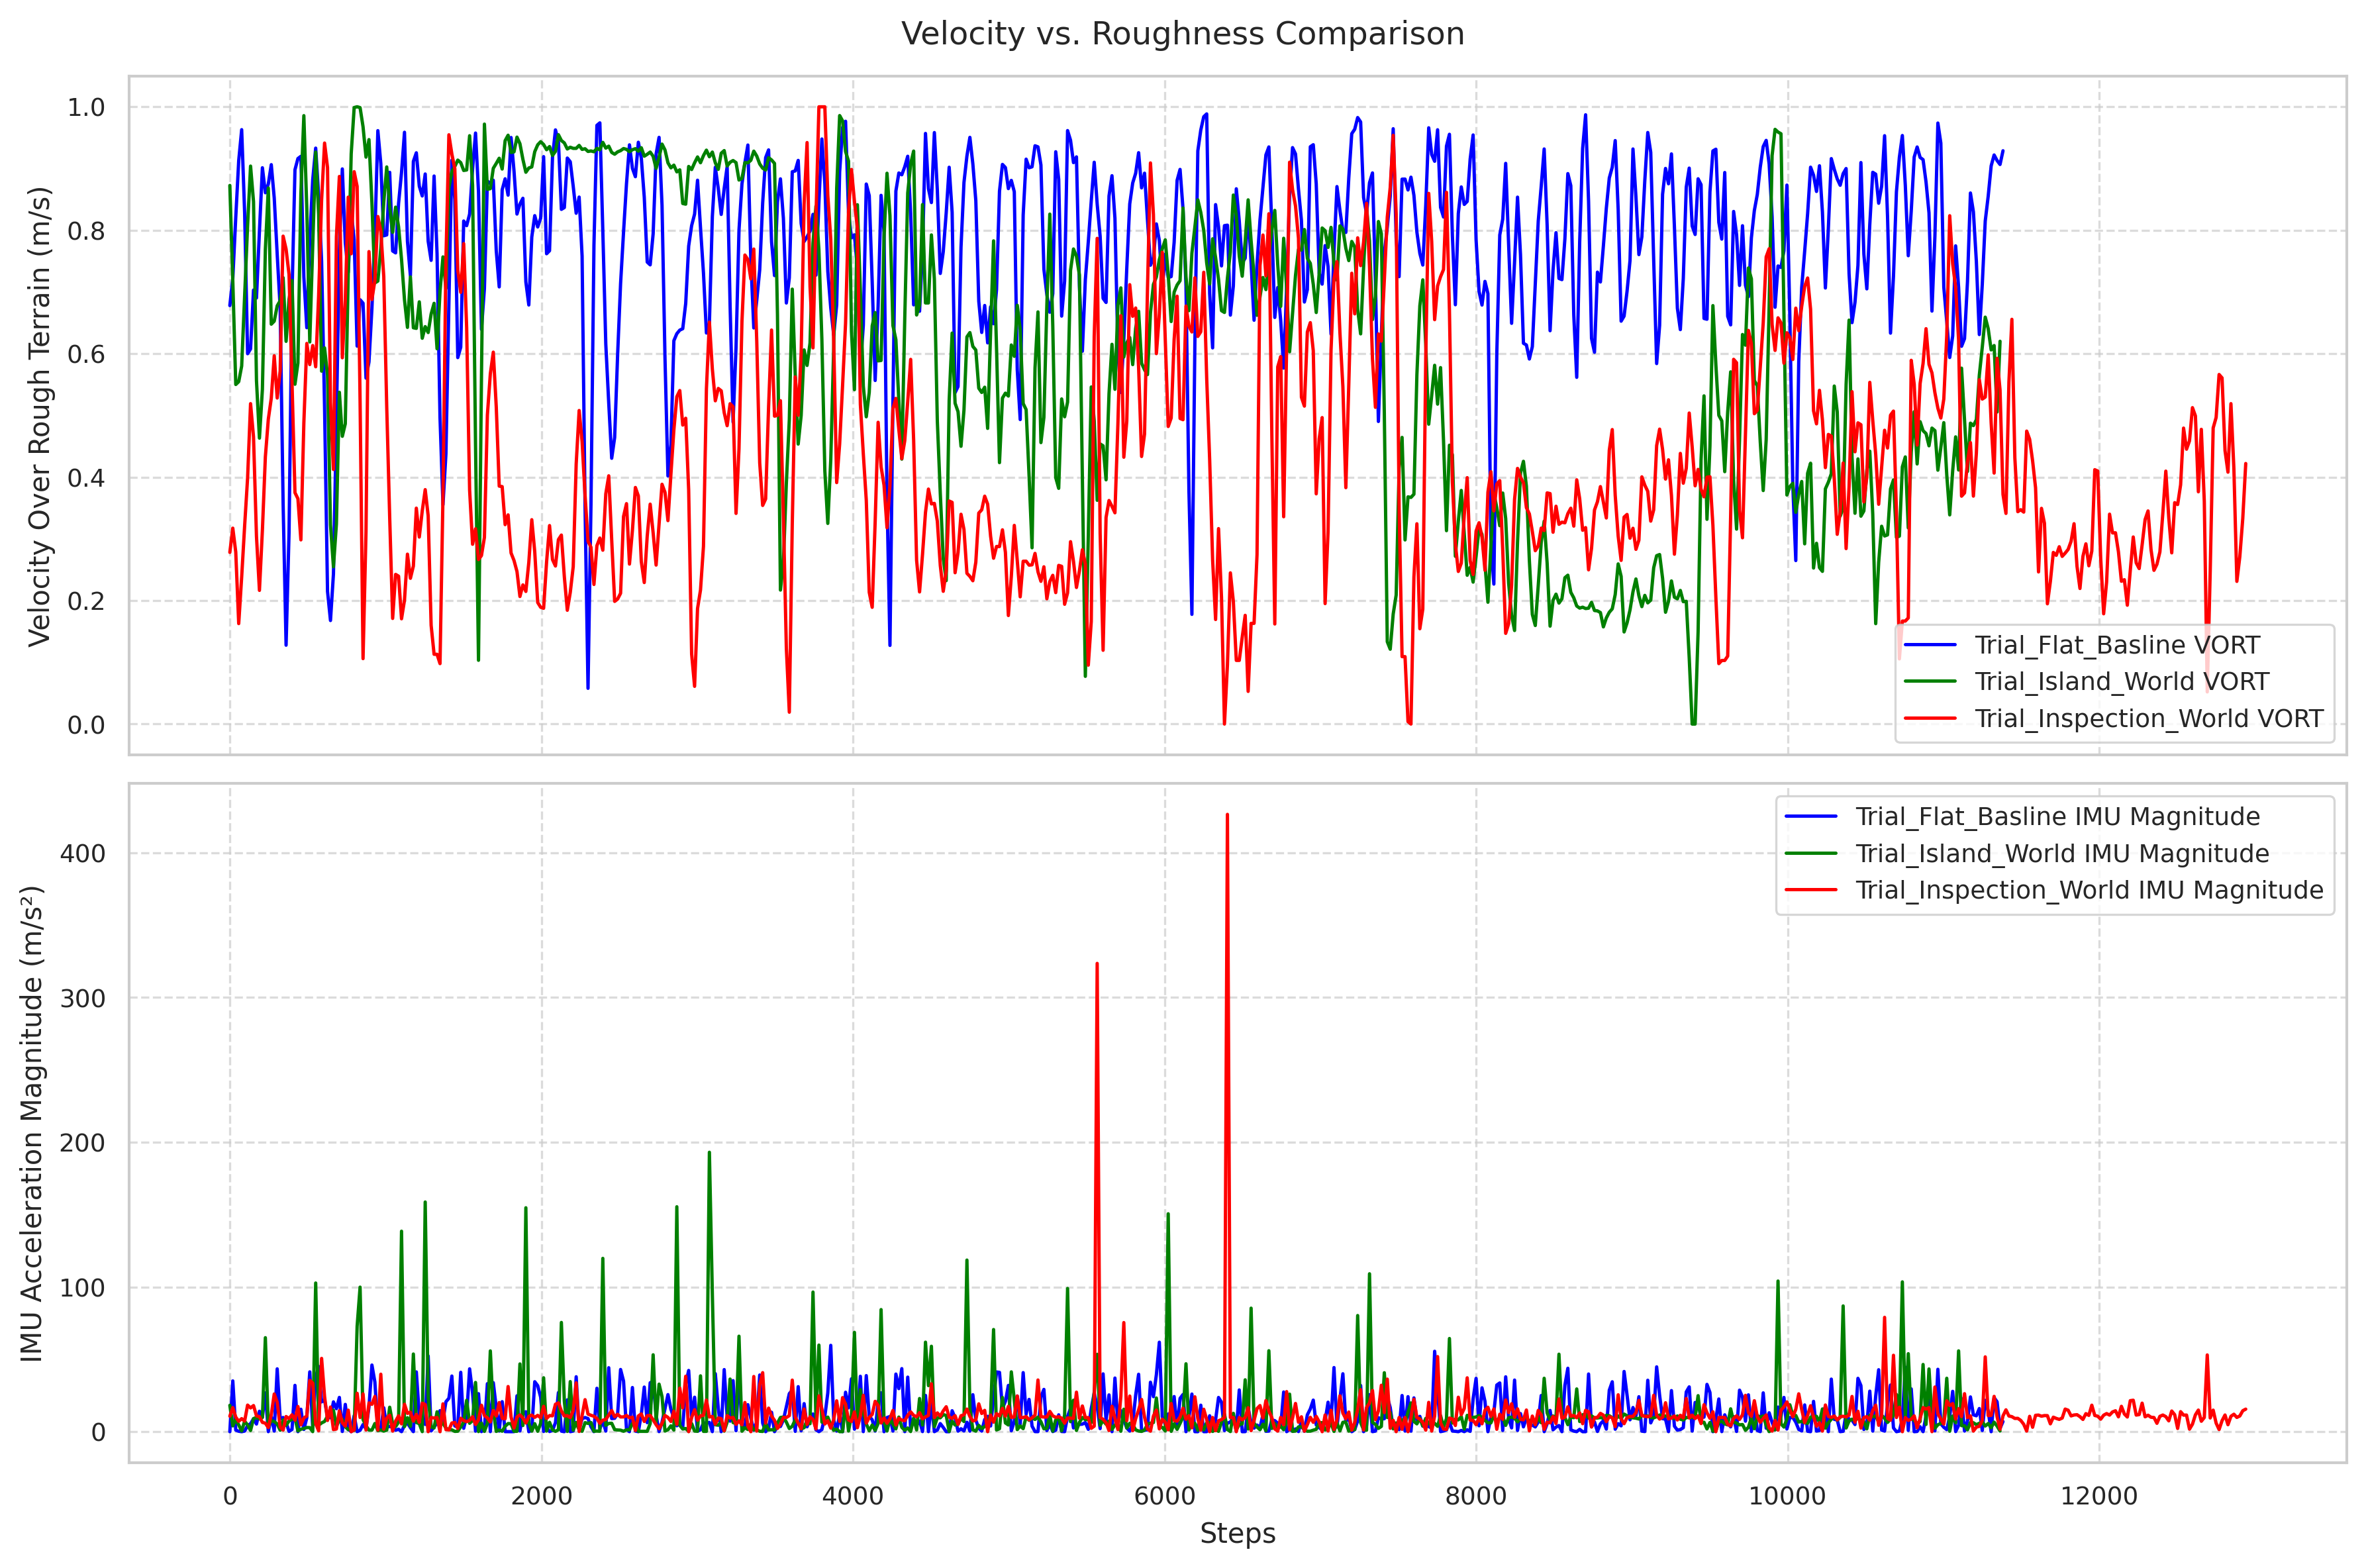 Velocity vs. Roughness Comparison
Velocity Over Rough Terrain (m/s)
1.0
0.8
0.6
0.4
0.2
0.0
Trial_Flat_Basline VORT
Trial_Island_World VORT
Trial_Inspection_World VORT
IMU Acceleration Magnitude (m/s²)
400
300
200
100
0
Trial_Flat_Basline IMU Magnitude
Trial_Island_World IMU Magnitude
Trial_Inspection_World IMU Magnitude
0 2000 4000 6000 8000 10000 12000
Steps